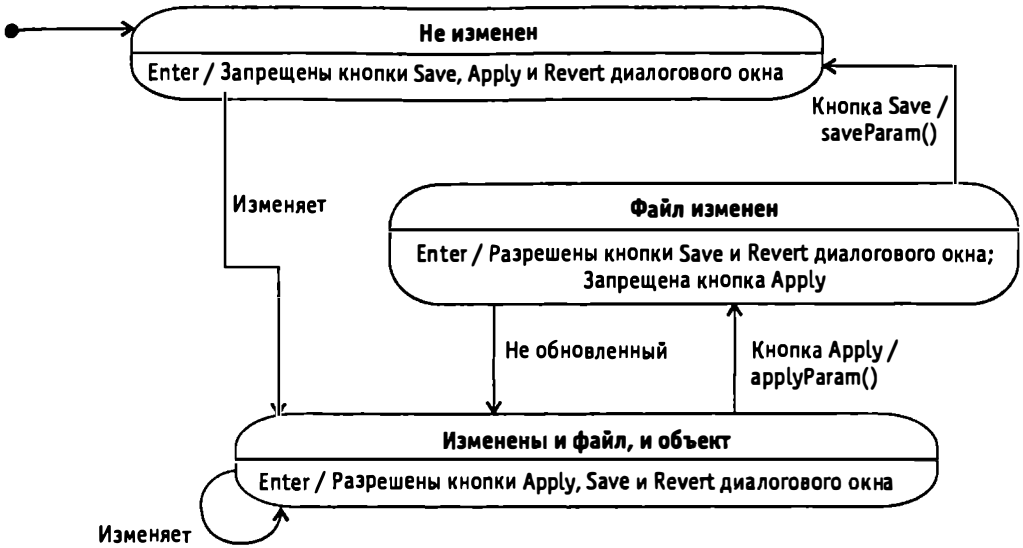 Не изменен
Enter / Запрещены кнопки Save, Apply и Revert диалогового окна
Кнопка Save /
saveParam()
Изменяет
Файл изменен
Enter / Разрешены кнопки Save и Revert диалогового окна;
Запрещена кнопка Apply
Не обновленный
Кнопка Apply /
applyParam()
Изменены и файл, и объект
Enter / Разрешены кнопки Apply, Save и Revert диалогового окна
Изменяет